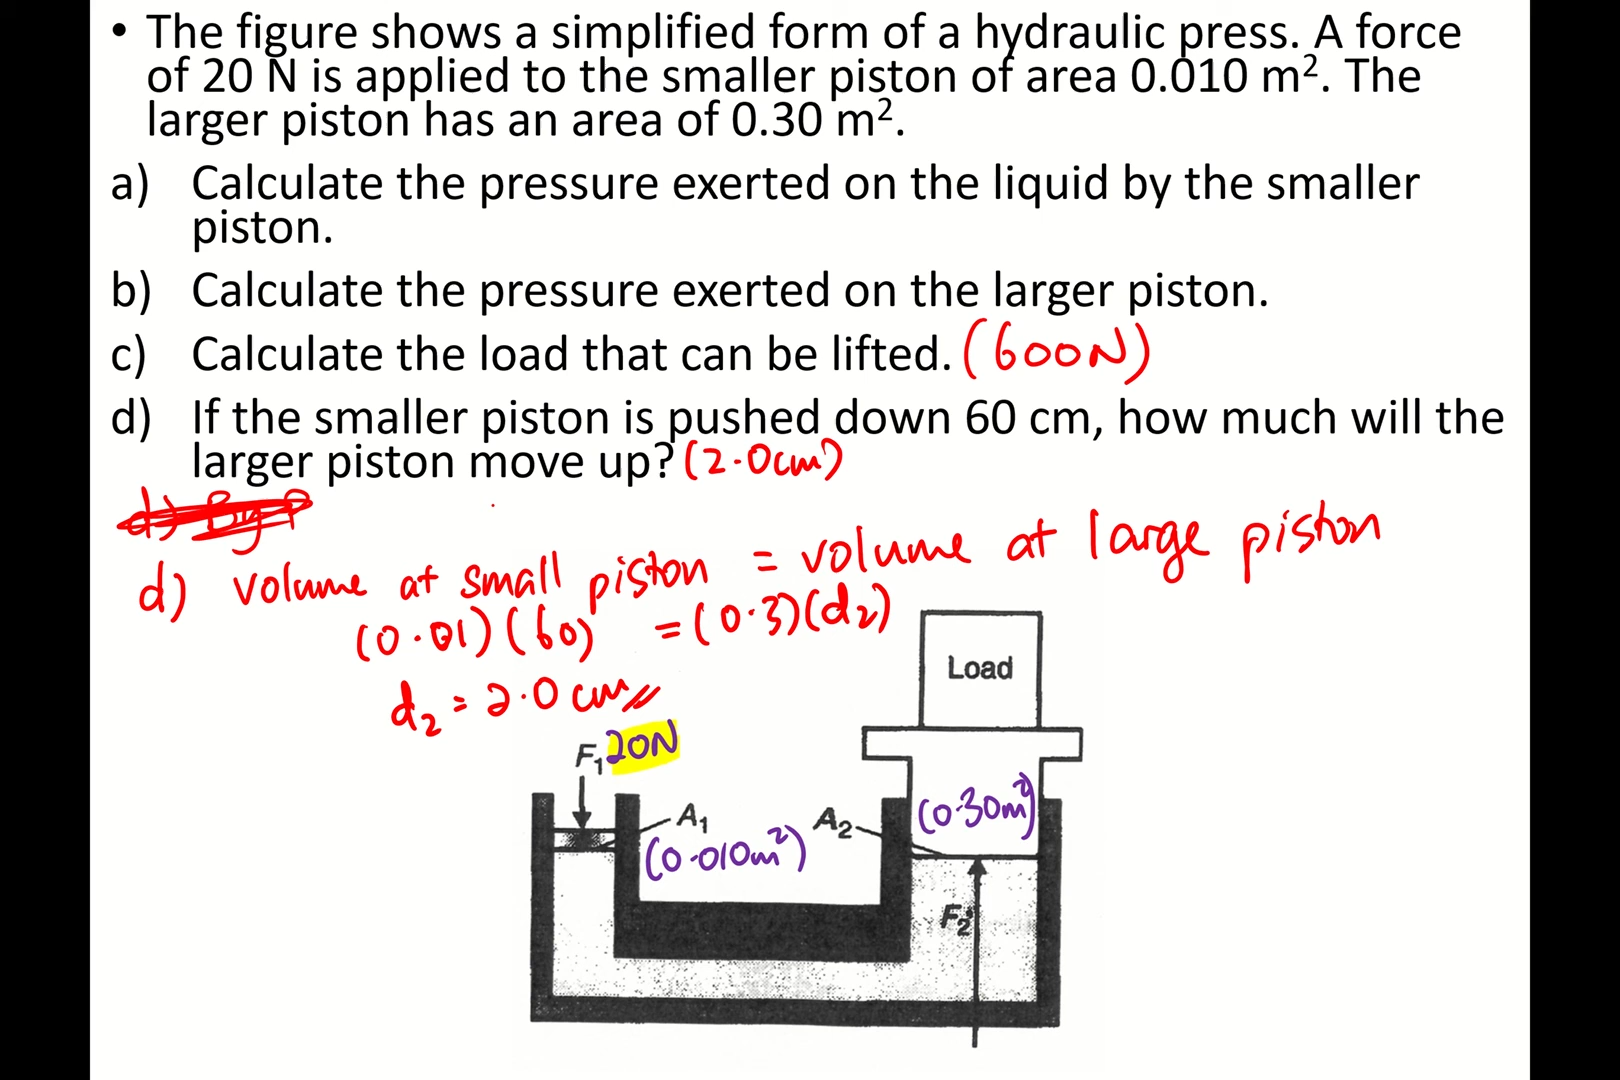 • The figure shows a simplified form of a hydraulic press. A force
of 20 N is applied to the smaller piston of area 0.010 m². The
larger piston has an area of 0.30 m².
a) Calculate the pressure exerted on the liquid by the smaller
piston.
b) Calculate the pressure exerted on the larger piston.
c) Calculate the load that can be lifted. (600N)
d) If the smaller piston is pushed down 60 cm, how much will the
larger piston move up? (2.0cm)
d) By P
d) volume at small piston = volume at large piston
(0.01)(60) = (0.3)(d₂)
d₂ = 2.0 cm//
Load
F₁ 20N
A₁
(0.010m²)
A₂
(0.30m²)
F₂